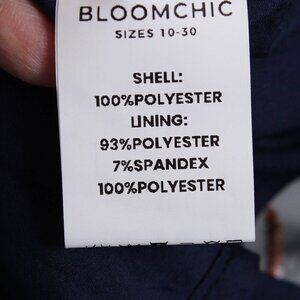 BLOOMCHIC
SIZES 10-30
SHELL:
100%POLYESTER
LINING:
93%POLYESTER
7%SPANDEX
100%POLYESTER